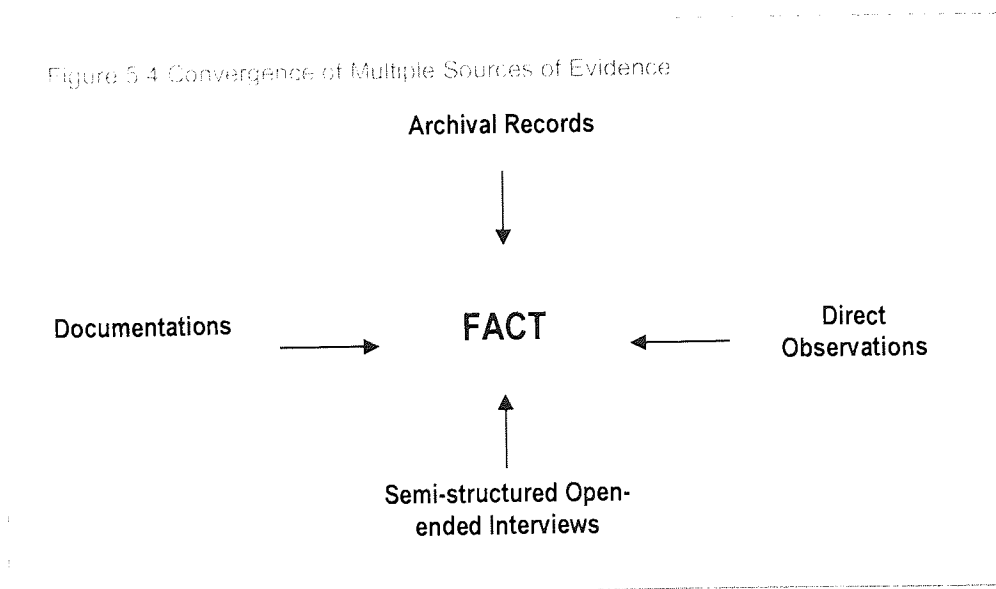 Figure 5.4 Convergence of Multiple Sources of Evidence
Archival Records
Documentations
FACT
Direct
Observations
Semi-structured Open-
ended Interviews